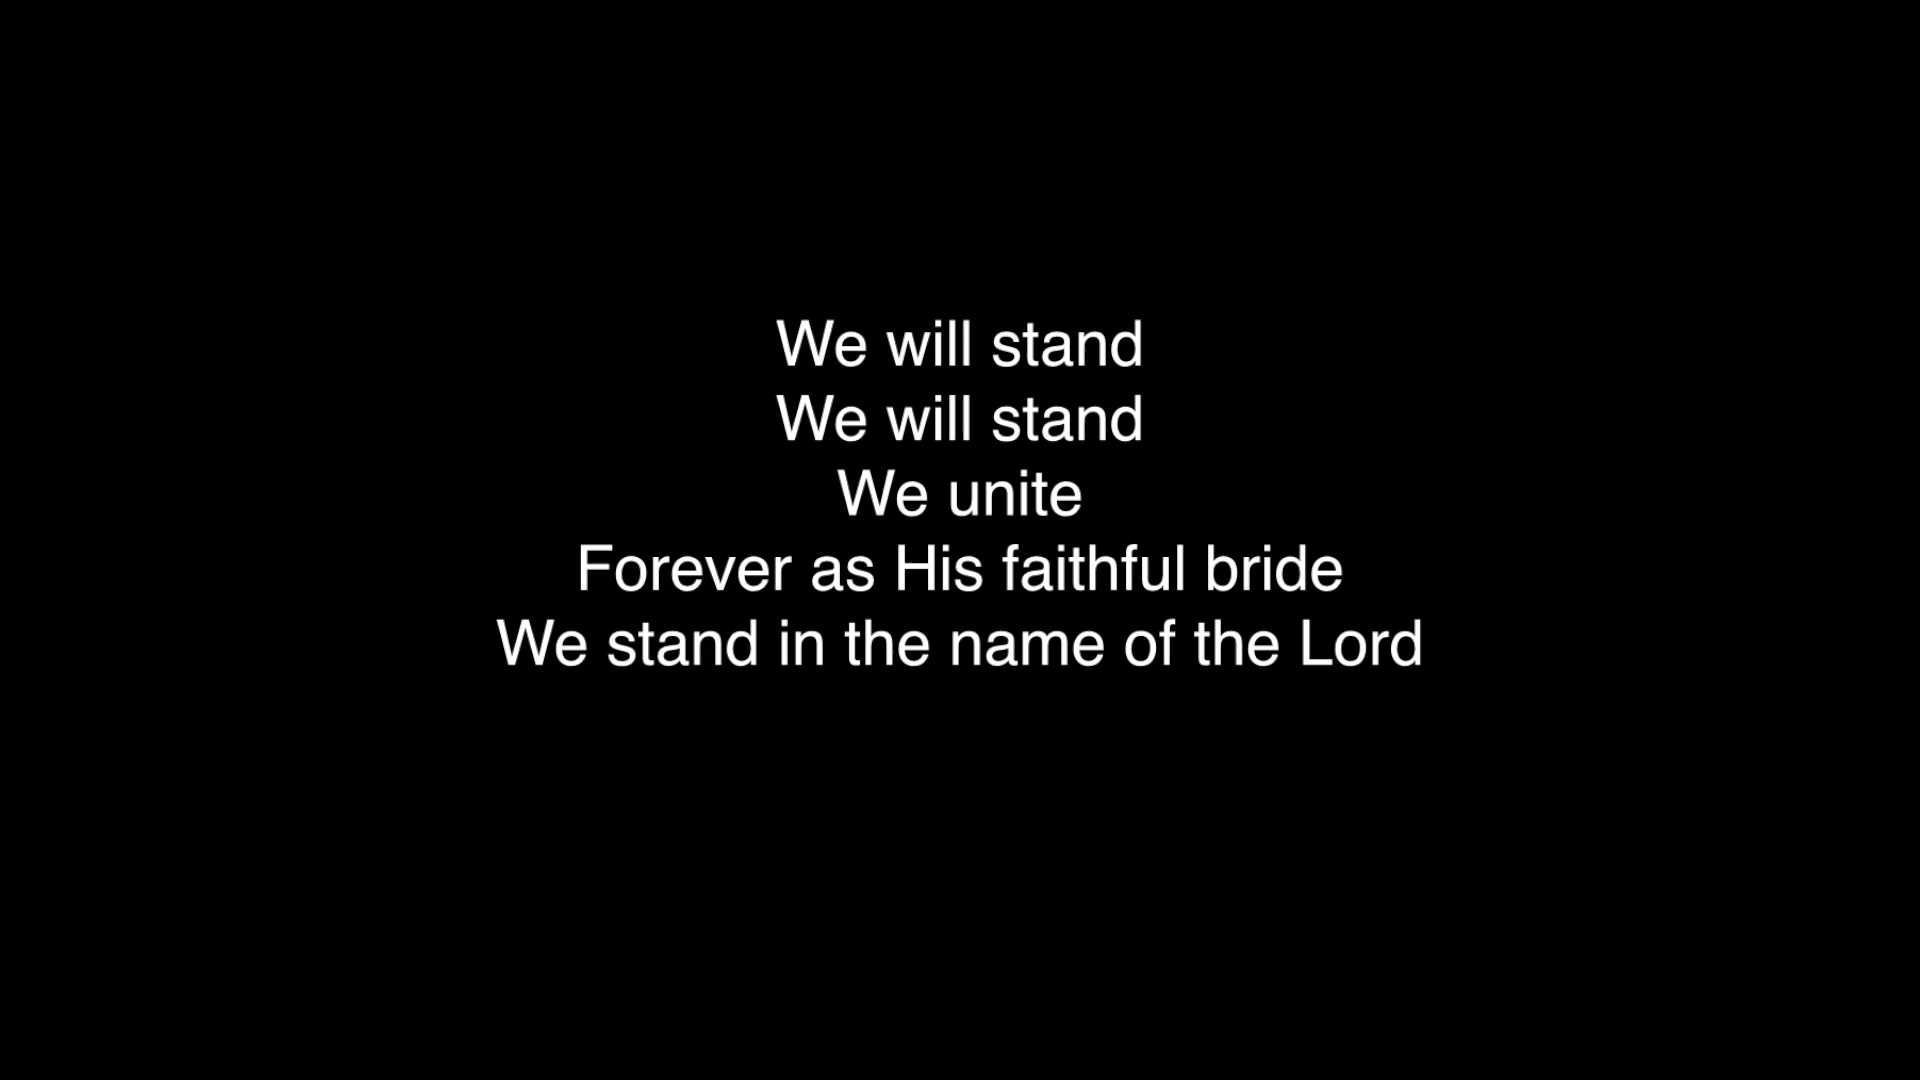 We will stand
We will stand
We unite
Forever as His faithful bride
We stand in the name of the Lord